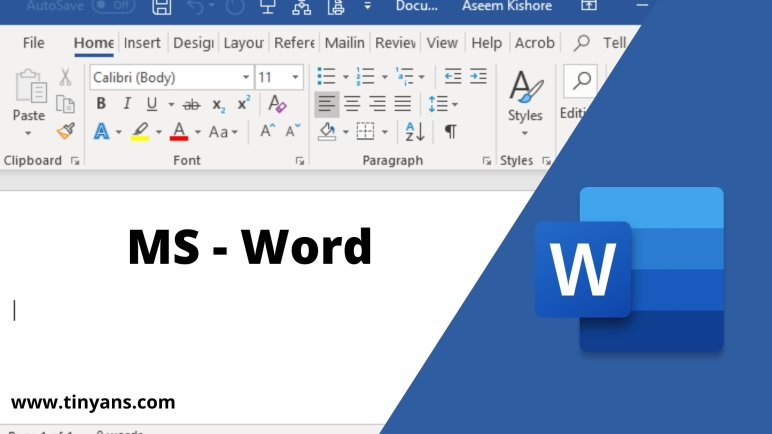 AutoSave Off Docu... Aseem Kishore
File Home Insert Desig Layou Refere Mailin Review View Help Acrob Tell
Calibri (Body) 11
B I U ab x2 x2 A
Paste
A A Aa A A A Z
Styles
Editi
Clipboard Font Paragraph Styles
MS - Word
W
www.tinyans.com